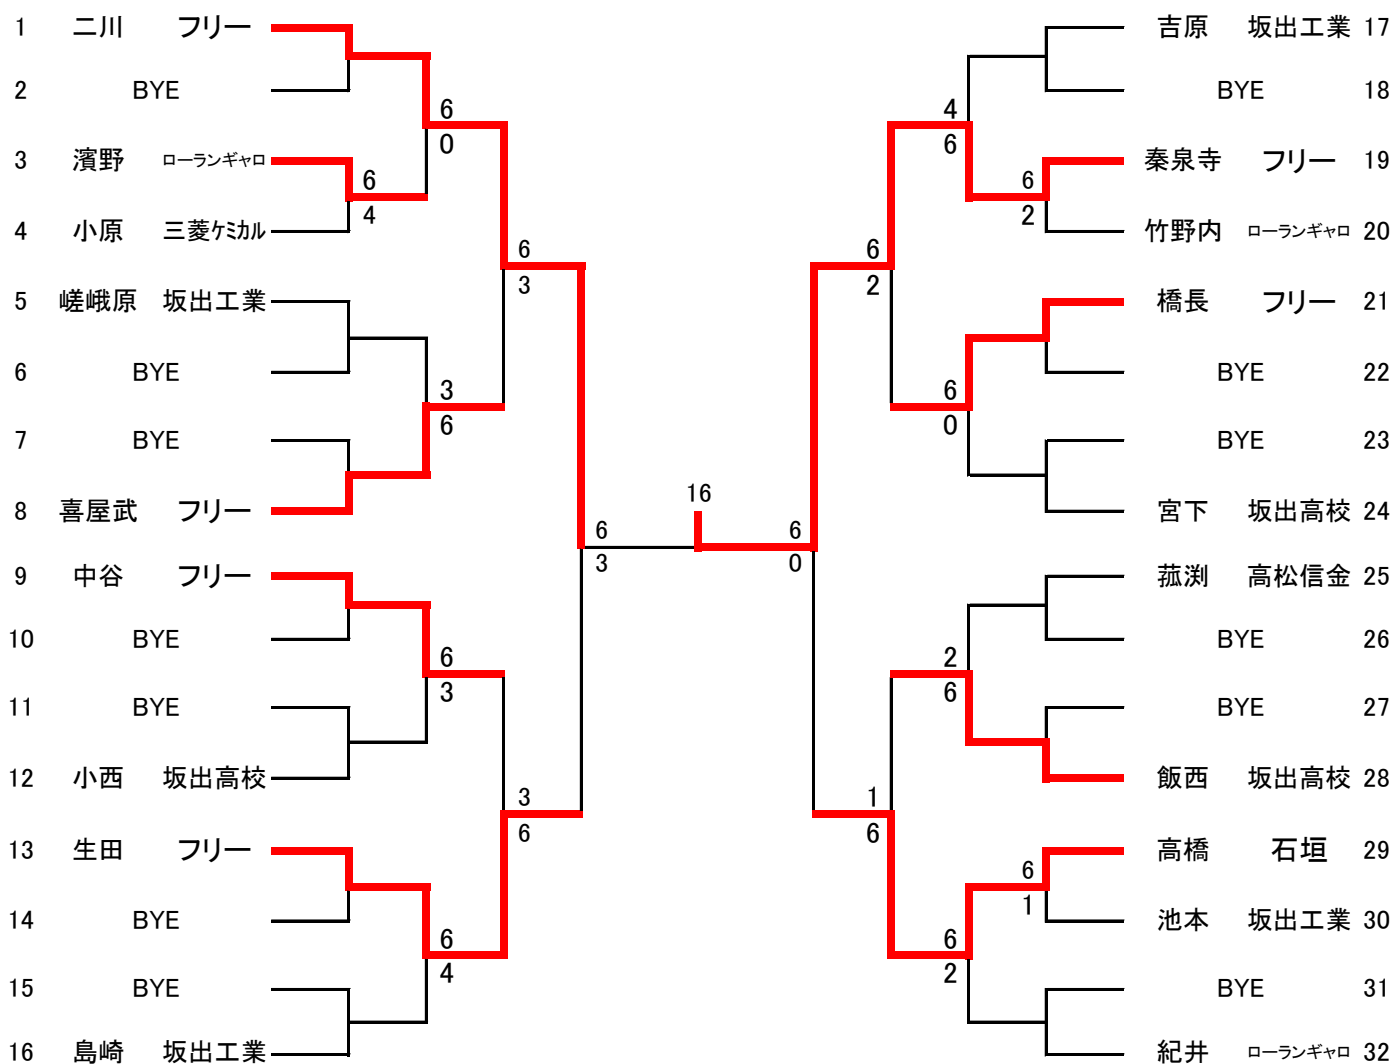 1 二川 フリー
2 BYE
6
0
3 濱野 ローランギャロ
6
4
4 小原 三菱ケミカル
6
3
5 嵯峨原 坂出工業
6 BYE
3
6
7 BYE
8 喜屋武 フリー
6
3
9 中谷 フリー
10 BYE
6
3
11 BYE
12 小西 坂出高校
3
6
13 生田 フリー
14 BYE
6
4
15 BYE
16 島崎 坂出工業
16
吉原 坂出工業 17
BYE 18
4
6
秦泉寺 フリー 19
6
2
竹野内 ローランギャロ 20
6
2
橋長 フリー 21
BYE 22
6
0
BYE 23
宮下 坂出高校 24
6
0
菰渕 高松信金 25
BYE 26
2
6
BYE 27
飯西 坂出高校 28
1
6
高橋 石垣 29
6
1
池本 坂出工業 30
6
2
BYE 31
紀井 ローランギャロ 32